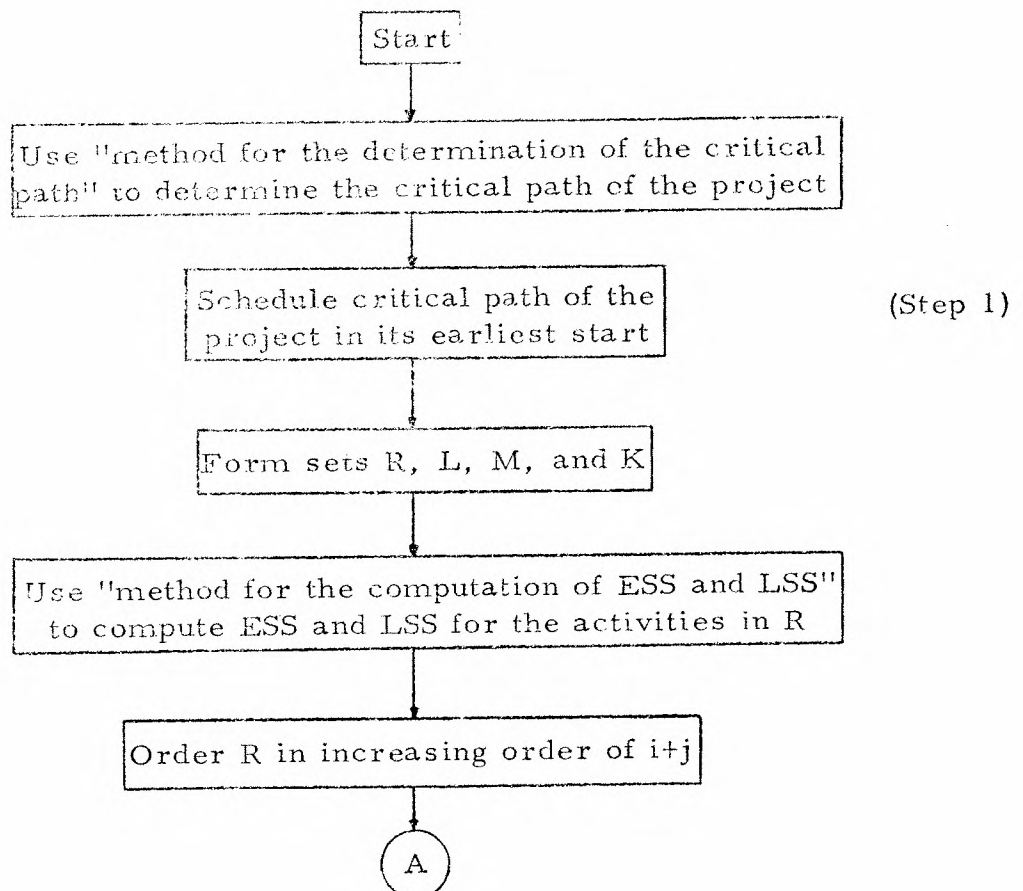 Start
Use "method for the determination of the critical
path" to determine the critical path of the project
Schedule critical path of the
project in its earliest start
(Step 1)
Form sets R, L, M, and K
Use "method for the computation of ESS and LSS"
to compute ESS and LSS for the activities in R
Order R in increasing order of i+j
A